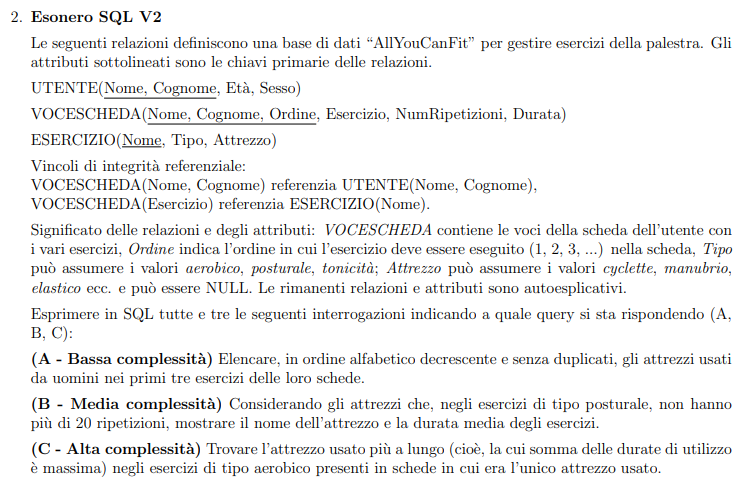 2. Esonero SQL V2
Le seguenti relazioni definiscono una base di dati “AllYouCanFit” per gestire esercizi della palestra. Gli
attributi sottolineati sono le chiavi primarie delle relazioni.
UTENTE(Nome, Cognome, Età, Sesso)
VOCESCHEDA(Nome, Cognome, Ordine, Esercizio, NumRipetizioni, Durata)
ESERCIZIO(Nome, Tipo, Attrezzo)
Vincoli di integrità referenziale:
VOCESCHEDA(Nome, Cognome) referenzia UTENTE(Nome, Cognome),
VOCESCHEDA(Esercizio) referenzia ESERCIZIO(Nome).
Significato delle relazioni e degli attributi: VOCESCHEDA contiene le voci della scheda dell'utente con
i vari esercizi, Ordine indica l'ordine in cui l'esercizio deve essere eseguito (1, 2, 3, ...) nella scheda, Tipo
può assumere i valori aerobico, posturale, tonicità; Attrezzo può assumere i valori cyclette, manubrio,
elastico ecc. e può essere NULL. Le rimanenti relazioni e attributi sono autoesplicativi.
Esprimere in SQL tutte e tre le seguenti interrogazioni indicando a quale query si sta rispondendo (A,
B, C):
(A - Bassa complessità) Elencare, in ordine alfabetico decrescente e senza duplicati, gli attrezzi usati
da uomini nei primi tre esercizi delle loro schede.
(B - Media complessità) Considerando gli attrezzi che, negli esercizi di tipo posturale, non hanno
più di 20 ripetizioni, mostrare il nome dell'attrezzo e la durata media degli esercizi.
(C - Alta complessità) Trovare l'attrezzo usato più a lungo (cioè, la cui somma delle durate di utilizzo
è massima) negli esercizi di tipo aerobico presenti in schede in cui era l'unico attrezzo usato.